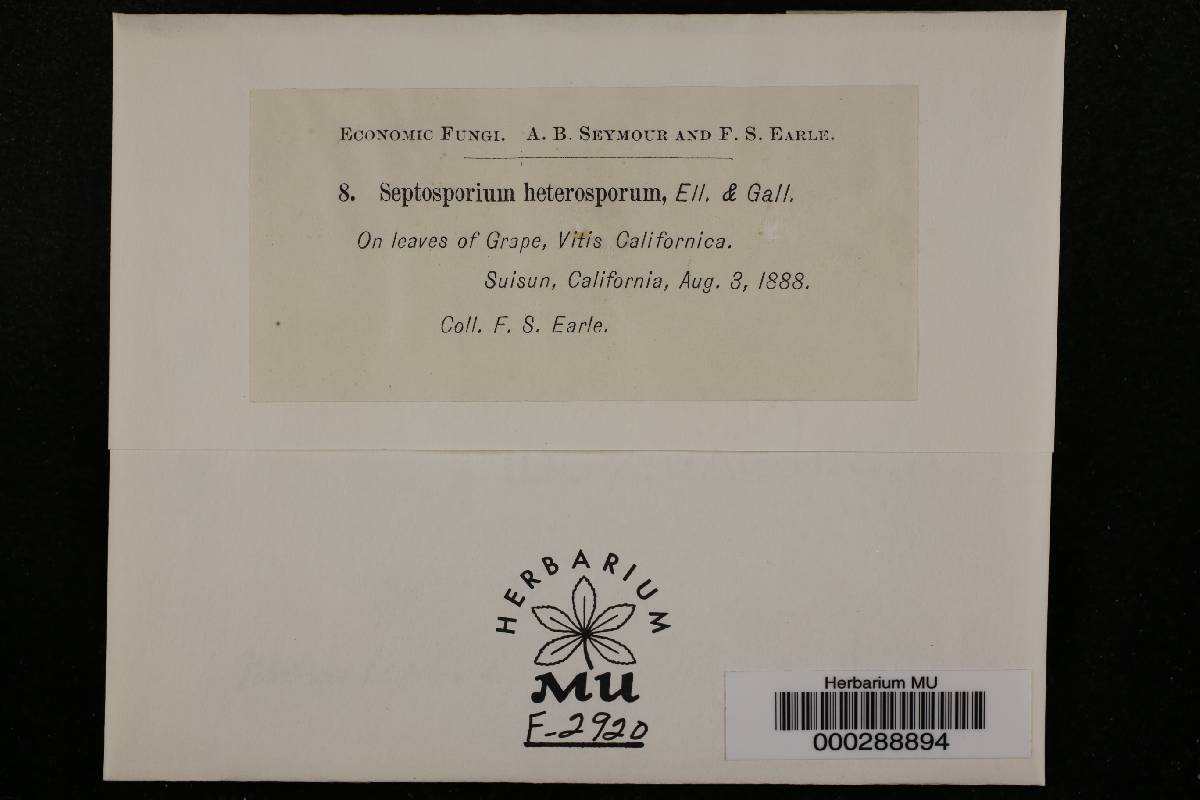 Economic Fungi. A. B. Seymour and F. S. Earle.
8. Septosporium heterosporum, Ell. & Gall.
On leaves of Grape, Vitis Californica.
Suisun, California, Aug. 3, 1888.
Coll. F. S. Earle.
HERBARIUM
MU
F-2920
Herbarium MU
000288894